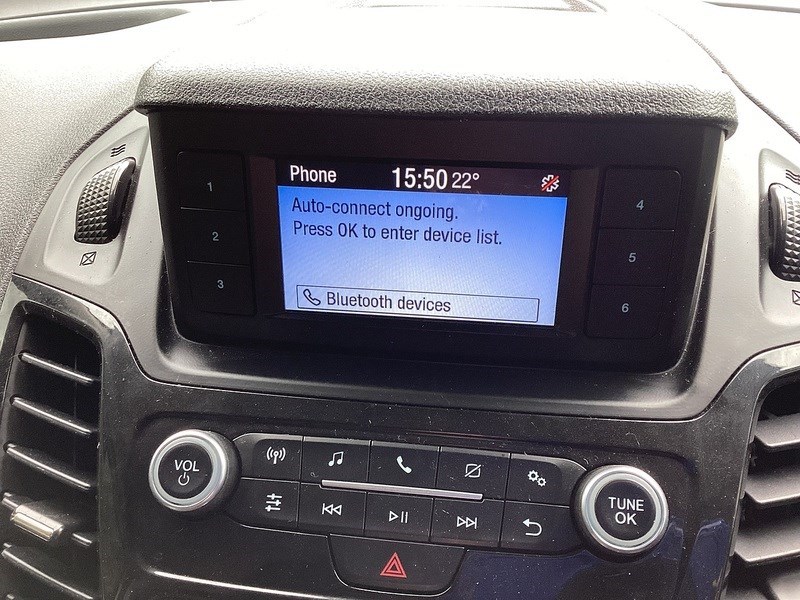 Phone 15:50 22°
Auto-connect ongoing.
Press OK to enter device list.
Bluetooth devices
1
2
3
4
5
6
VOL
TUNE
OK